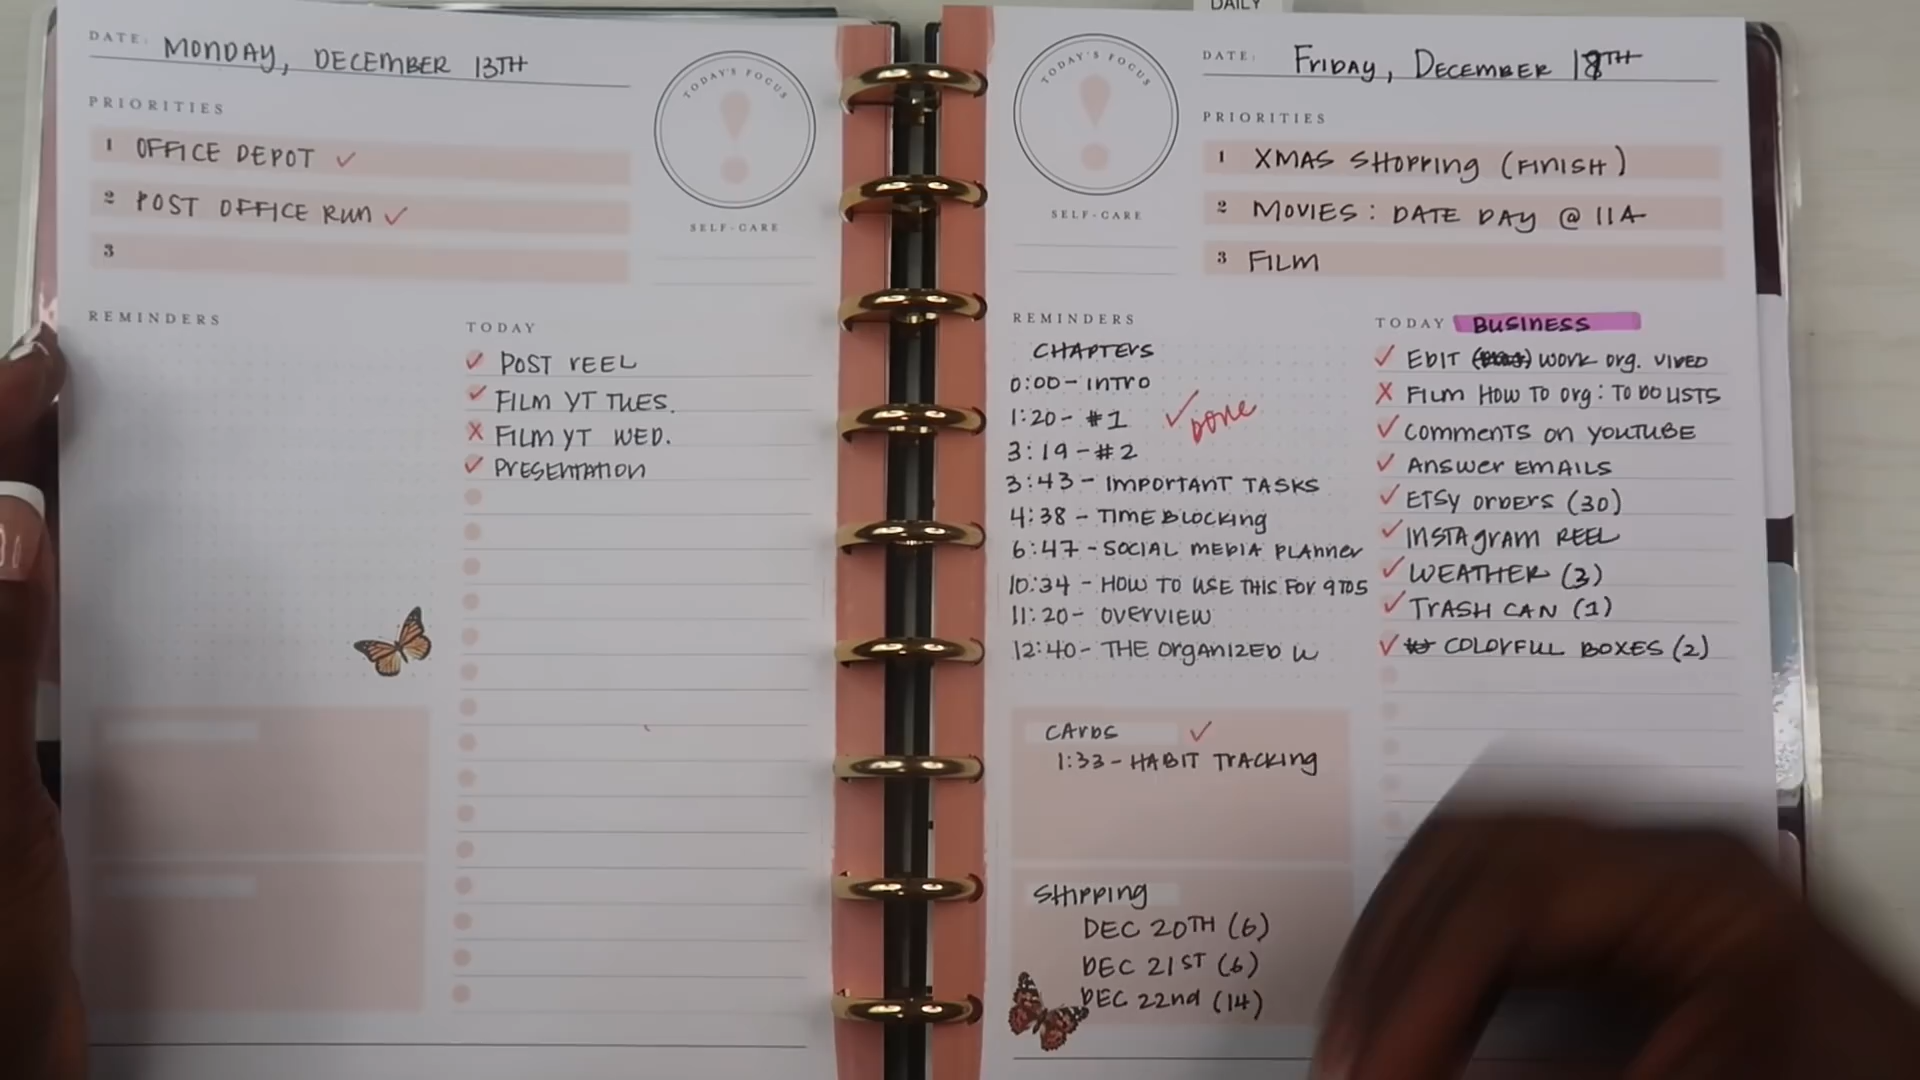 DATE: MONDAY, DECEMBER 13TH
TODAY'S FOCUS
PRIORITIES
1 OFFICE DEPOT ✓
2 POST OFFICE RUN ✓
3
SELF-CARE
REMINDERS
TODAY
✓ POST REEL
✓ FILM YT TUES.
X FILM YT WED.
✓ PRESENTATION
DAILY
TODAY'S FOCUS
DATE: FRIDAY, DECEMBER 18TH
PRIORITIES
1 XMAS SHOPPING (FINISH)
2 MOVIES: DATE DAY @ 11A
3 FILM
SELF-CARE
REMINDERS
CHAPTERS
0:00 - INTRO
1:20 - #1 ✓ DONE
3:19 - #2
3:43 - IMPORTANT TASKS
4:38 - TIME BLOCKING
6:47 - SOCIAL MEDIA PLANNER
10:34 - HOW TO USE THIS FOR 9TO5
11:20 - OVERVIEW
12:40 - THE ORGANIZED W
CARDS ✓
1:33 - HABIT TRACKING
SHIPPING
DEC 20TH (6)
DEC 21ST (6)
DEC 22ND (14)
TODAY BUSINESS
✓ EDIT WORK ORG. VIDEO
X FILM HOW TO ORG: TO DO LISTS
✓ COMMENTS ON YOUTUBE
✓ ANSWER EMAILS
✓ ETSY ORDERS (30)
✓ INSTAGRAM REEL
✓ WEATHER (3)
✓ TRASH CAN (1)
✓ COLORFUL BOXES (2)